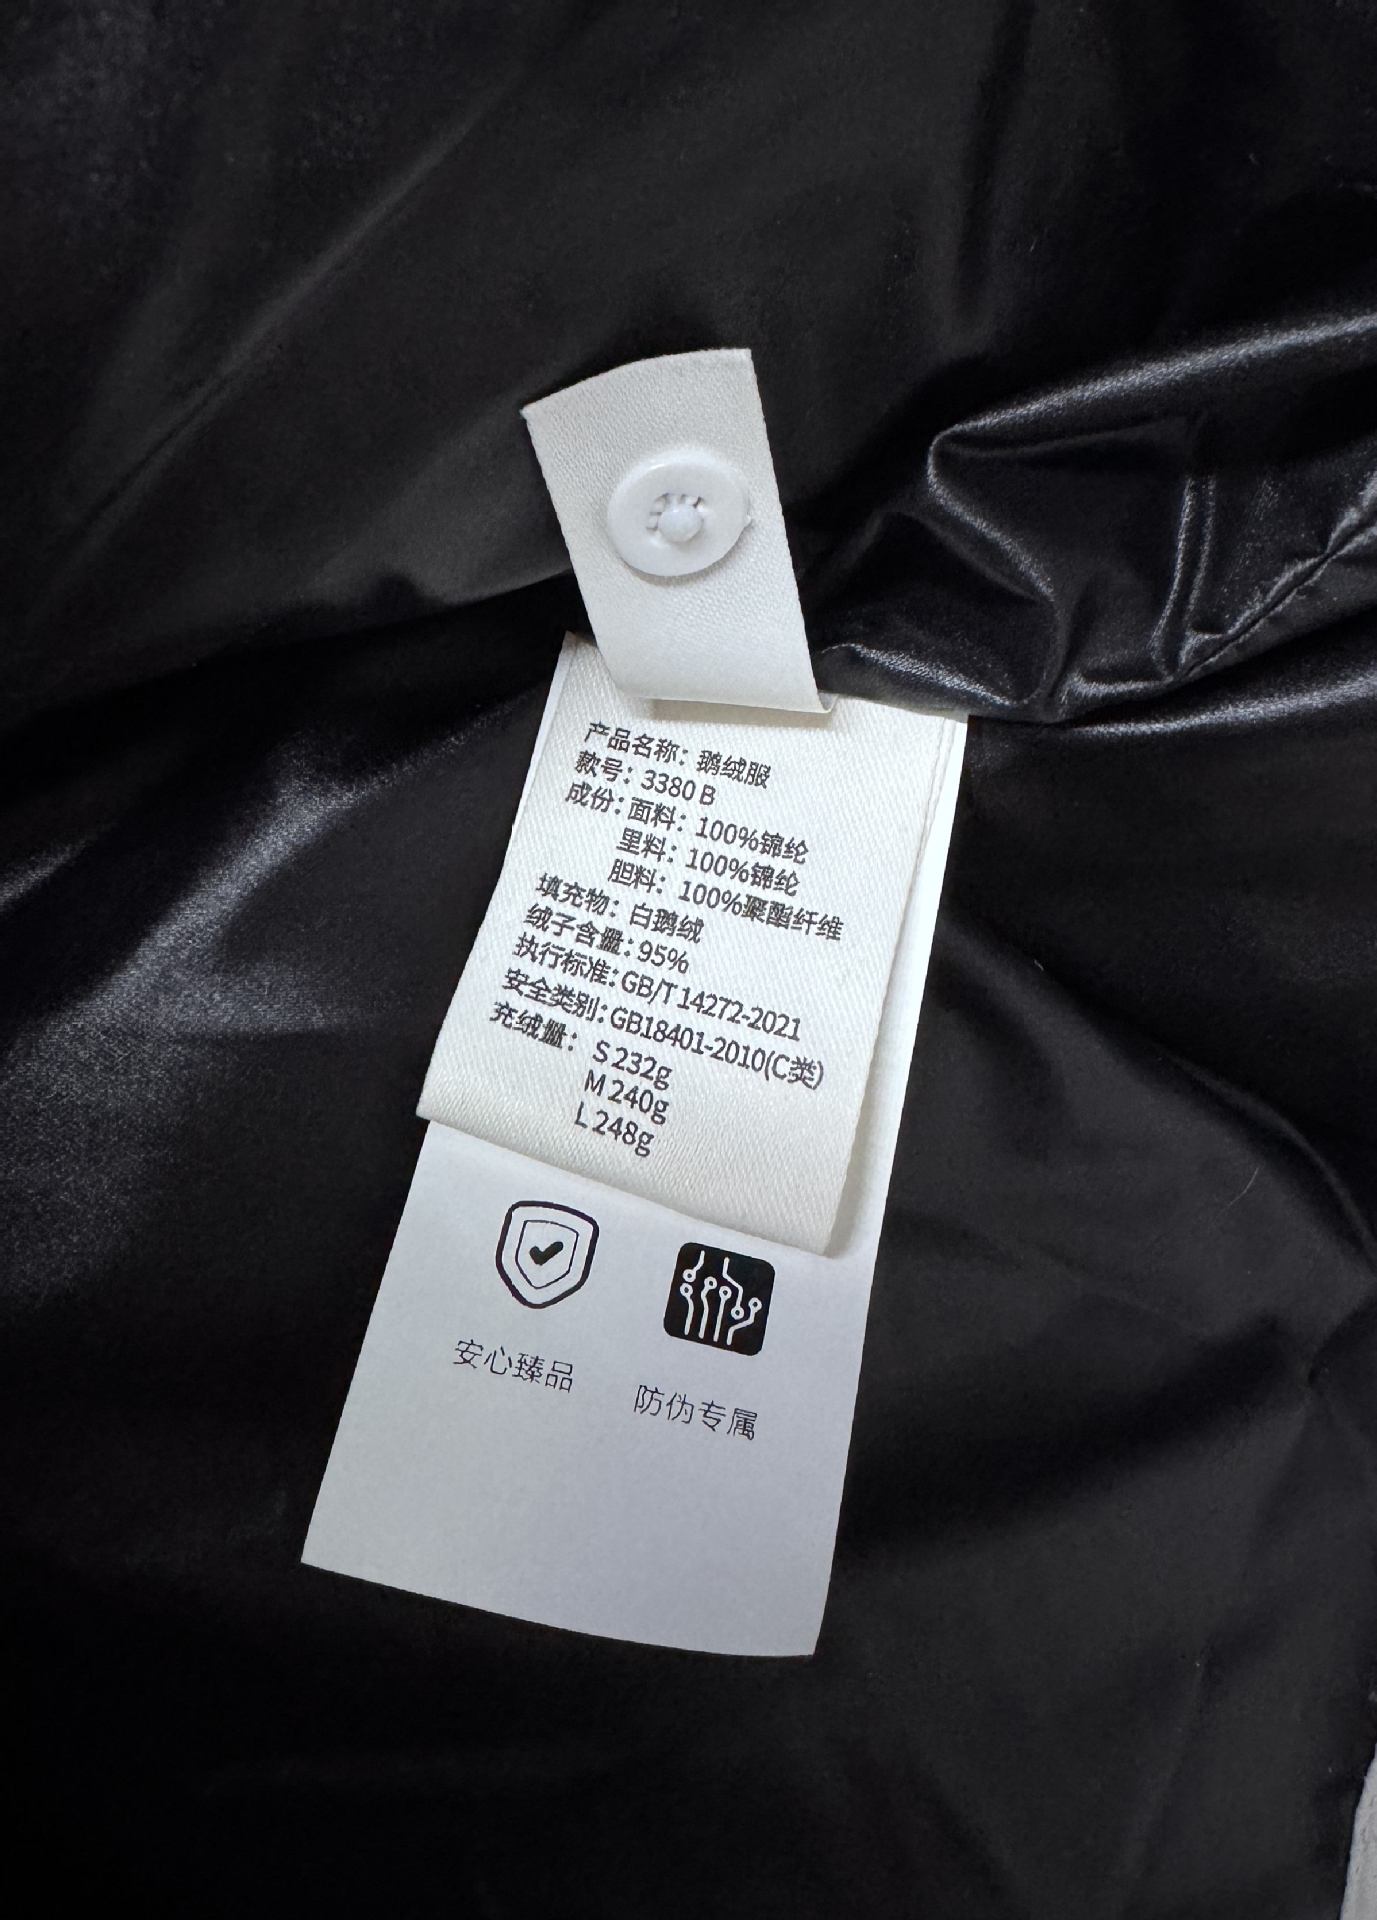 产品名称：鹅绒服
款号：3380 B
成份：面料：100%锦纶
里料：100%锦纶
胆料：100%聚酯纤维
填充物：白鹅绒
绒子含量：95%
执行标准：GB/T 14272-2021
安全类别：GB18401-2010(C类)
充绒量：S 232g
M 240g
L 248g
安心臻品
防伪专属